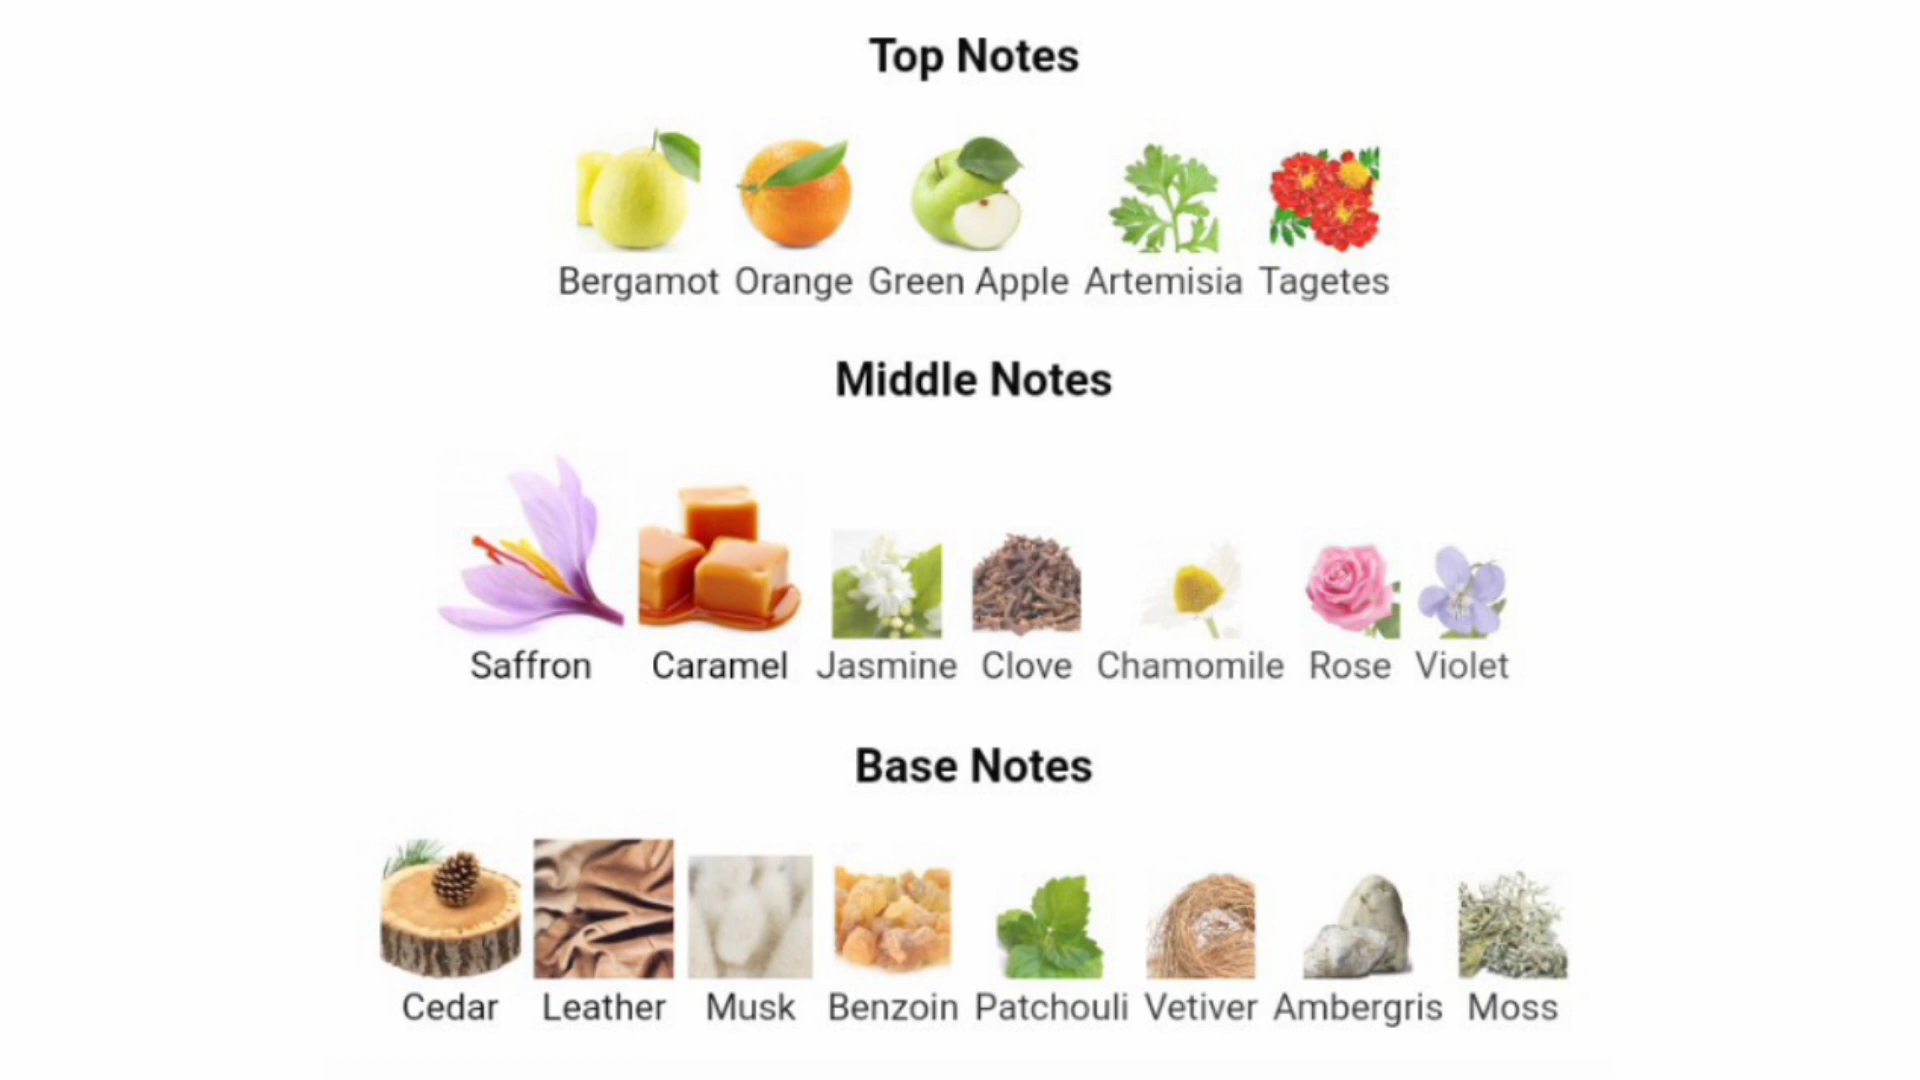 Top Notes
Bergamot Orange Green Apple Artemisia Tagetes
Middle Notes
Saffron Caramel Jasmine Clove Chamomile Rose Violet
Base Notes
Cedar Leather Musk Benzoin Patchouli Vetiver Ambergris Moss